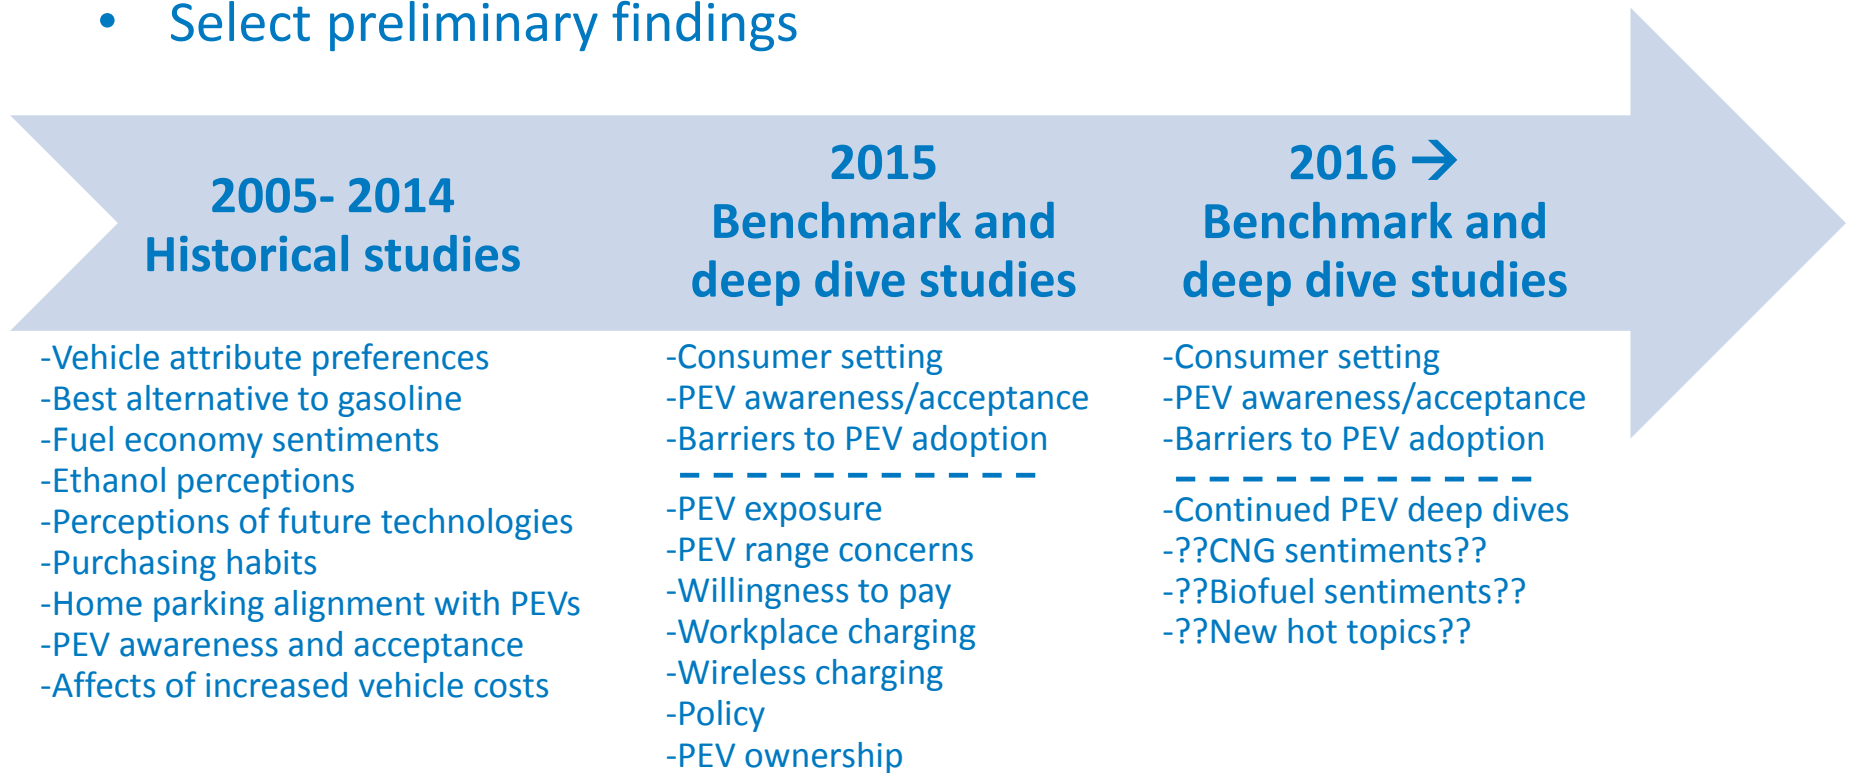 • Select preliminary findings
2005- 2014
Historical studies
2015
Benchmark and
deep dive studies
2016 →
Benchmark and
deep dive studies
-Vehicle attribute preferences
-Best alternative to gasoline
-Fuel economy sentiments
-Ethanol perceptions
-Perceptions of future technologies
-Purchasing habits
-Home parking alignment with PEVs
-PEV awareness and acceptance
-Affects of increased vehicle costs
-Consumer setting
-PEV awareness/acceptance
-Barriers to PEV adoption
-PEV exposure
-PEV range concerns
-Willingness to pay
-Workplace charging
-Wireless charging
-Policy
-PEV ownership
-Consumer setting
-PEV awareness/acceptance
-Barriers to PEV adoption
-Continued PEV deep dives
-??CNG sentiments??
-??Biofuel sentiments??
-??New hot topics??